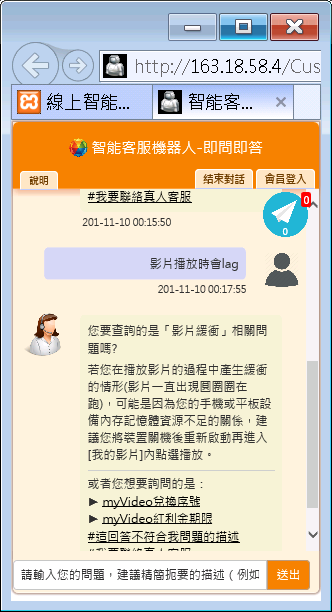 http://163.18.58.4/Cus
線上智能...
智能客...
智能客服機器人-即問即答
說明
結束對話
會員登入
#我要聯絡真人客服
0
0
201-11-10 00:15:50
影片播放時會lag
201-11-10 00:17:55
你要查詢的是「影片緩衝」相關問
題嗎?
若您在播放影片的過程中產生緩衝
的情形(影片一直出現圈圈圈在
跑)，可能是因為您的手機或平板設
備內存記憶體資源不足的關係，建
議您將裝置關機後重新啟動再進入
[我的影片]內點選播放。
或者您想要詢問的是：
► myVideo兌換序號
► myVideo紅利金期限
#這回答不符合我問題的描述
#我要聯絡真人客服
請輸入您的問題，建議精簡扼要的描述（例如
送出